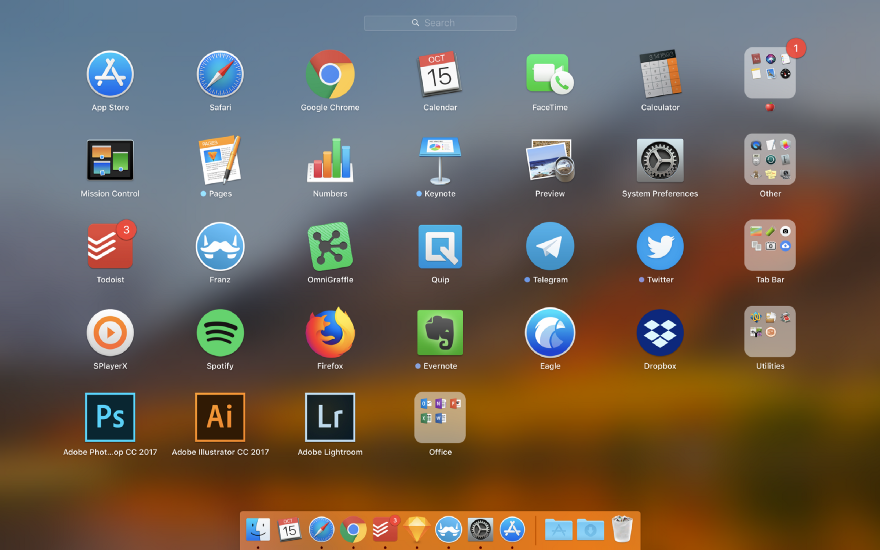 Search
1
OCT
15
App Store
Safari
Google Chrome
Calendar
FaceTime
Calculator
Mission Control
Pages
Numbers
Keynote
Preview
System Preferences
Other
3
Todoist
Franz
OmniGraffle
Quip
Telegram
Twitter
Tab Bar
SPlayerX
Spotify
Firefox
Evernote
Eagle
Dropbox
Utilities
Ps
Ai
Lr
Adobe Phot...op CC 2017
Adobe Illustrator CC 2017
Adobe Lightroom
Office
OCT
15
3